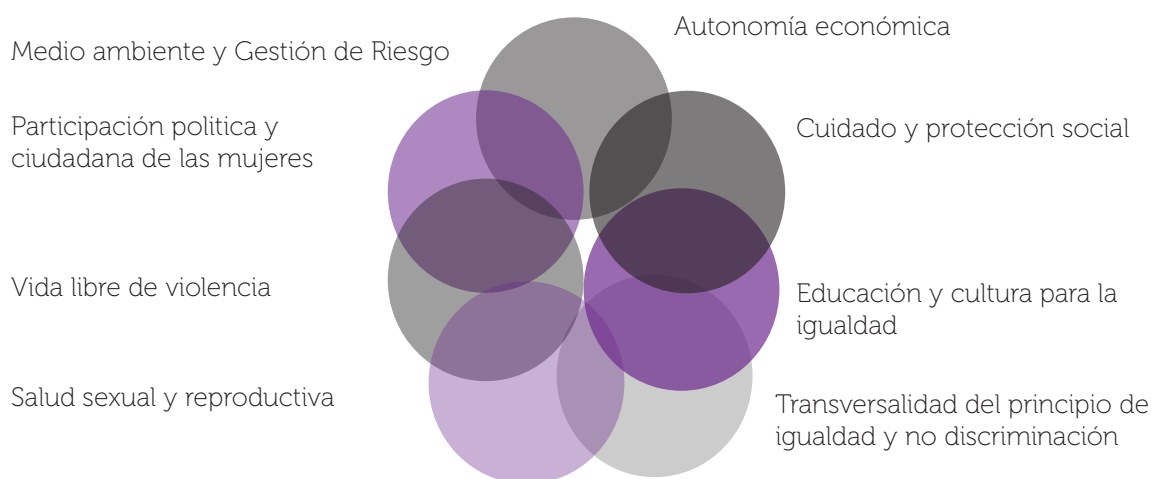 Autonomía económica
Medio ambiente y Gestión de Riesgo
Participación politica y
ciudadana de las mujeres
Cuidado y protección social
Vida libre de violencia
Educación y cultura para la
igualdad
Salud sexual y reproductiva
Transversalidad del principio de
igualdad y no discriminación